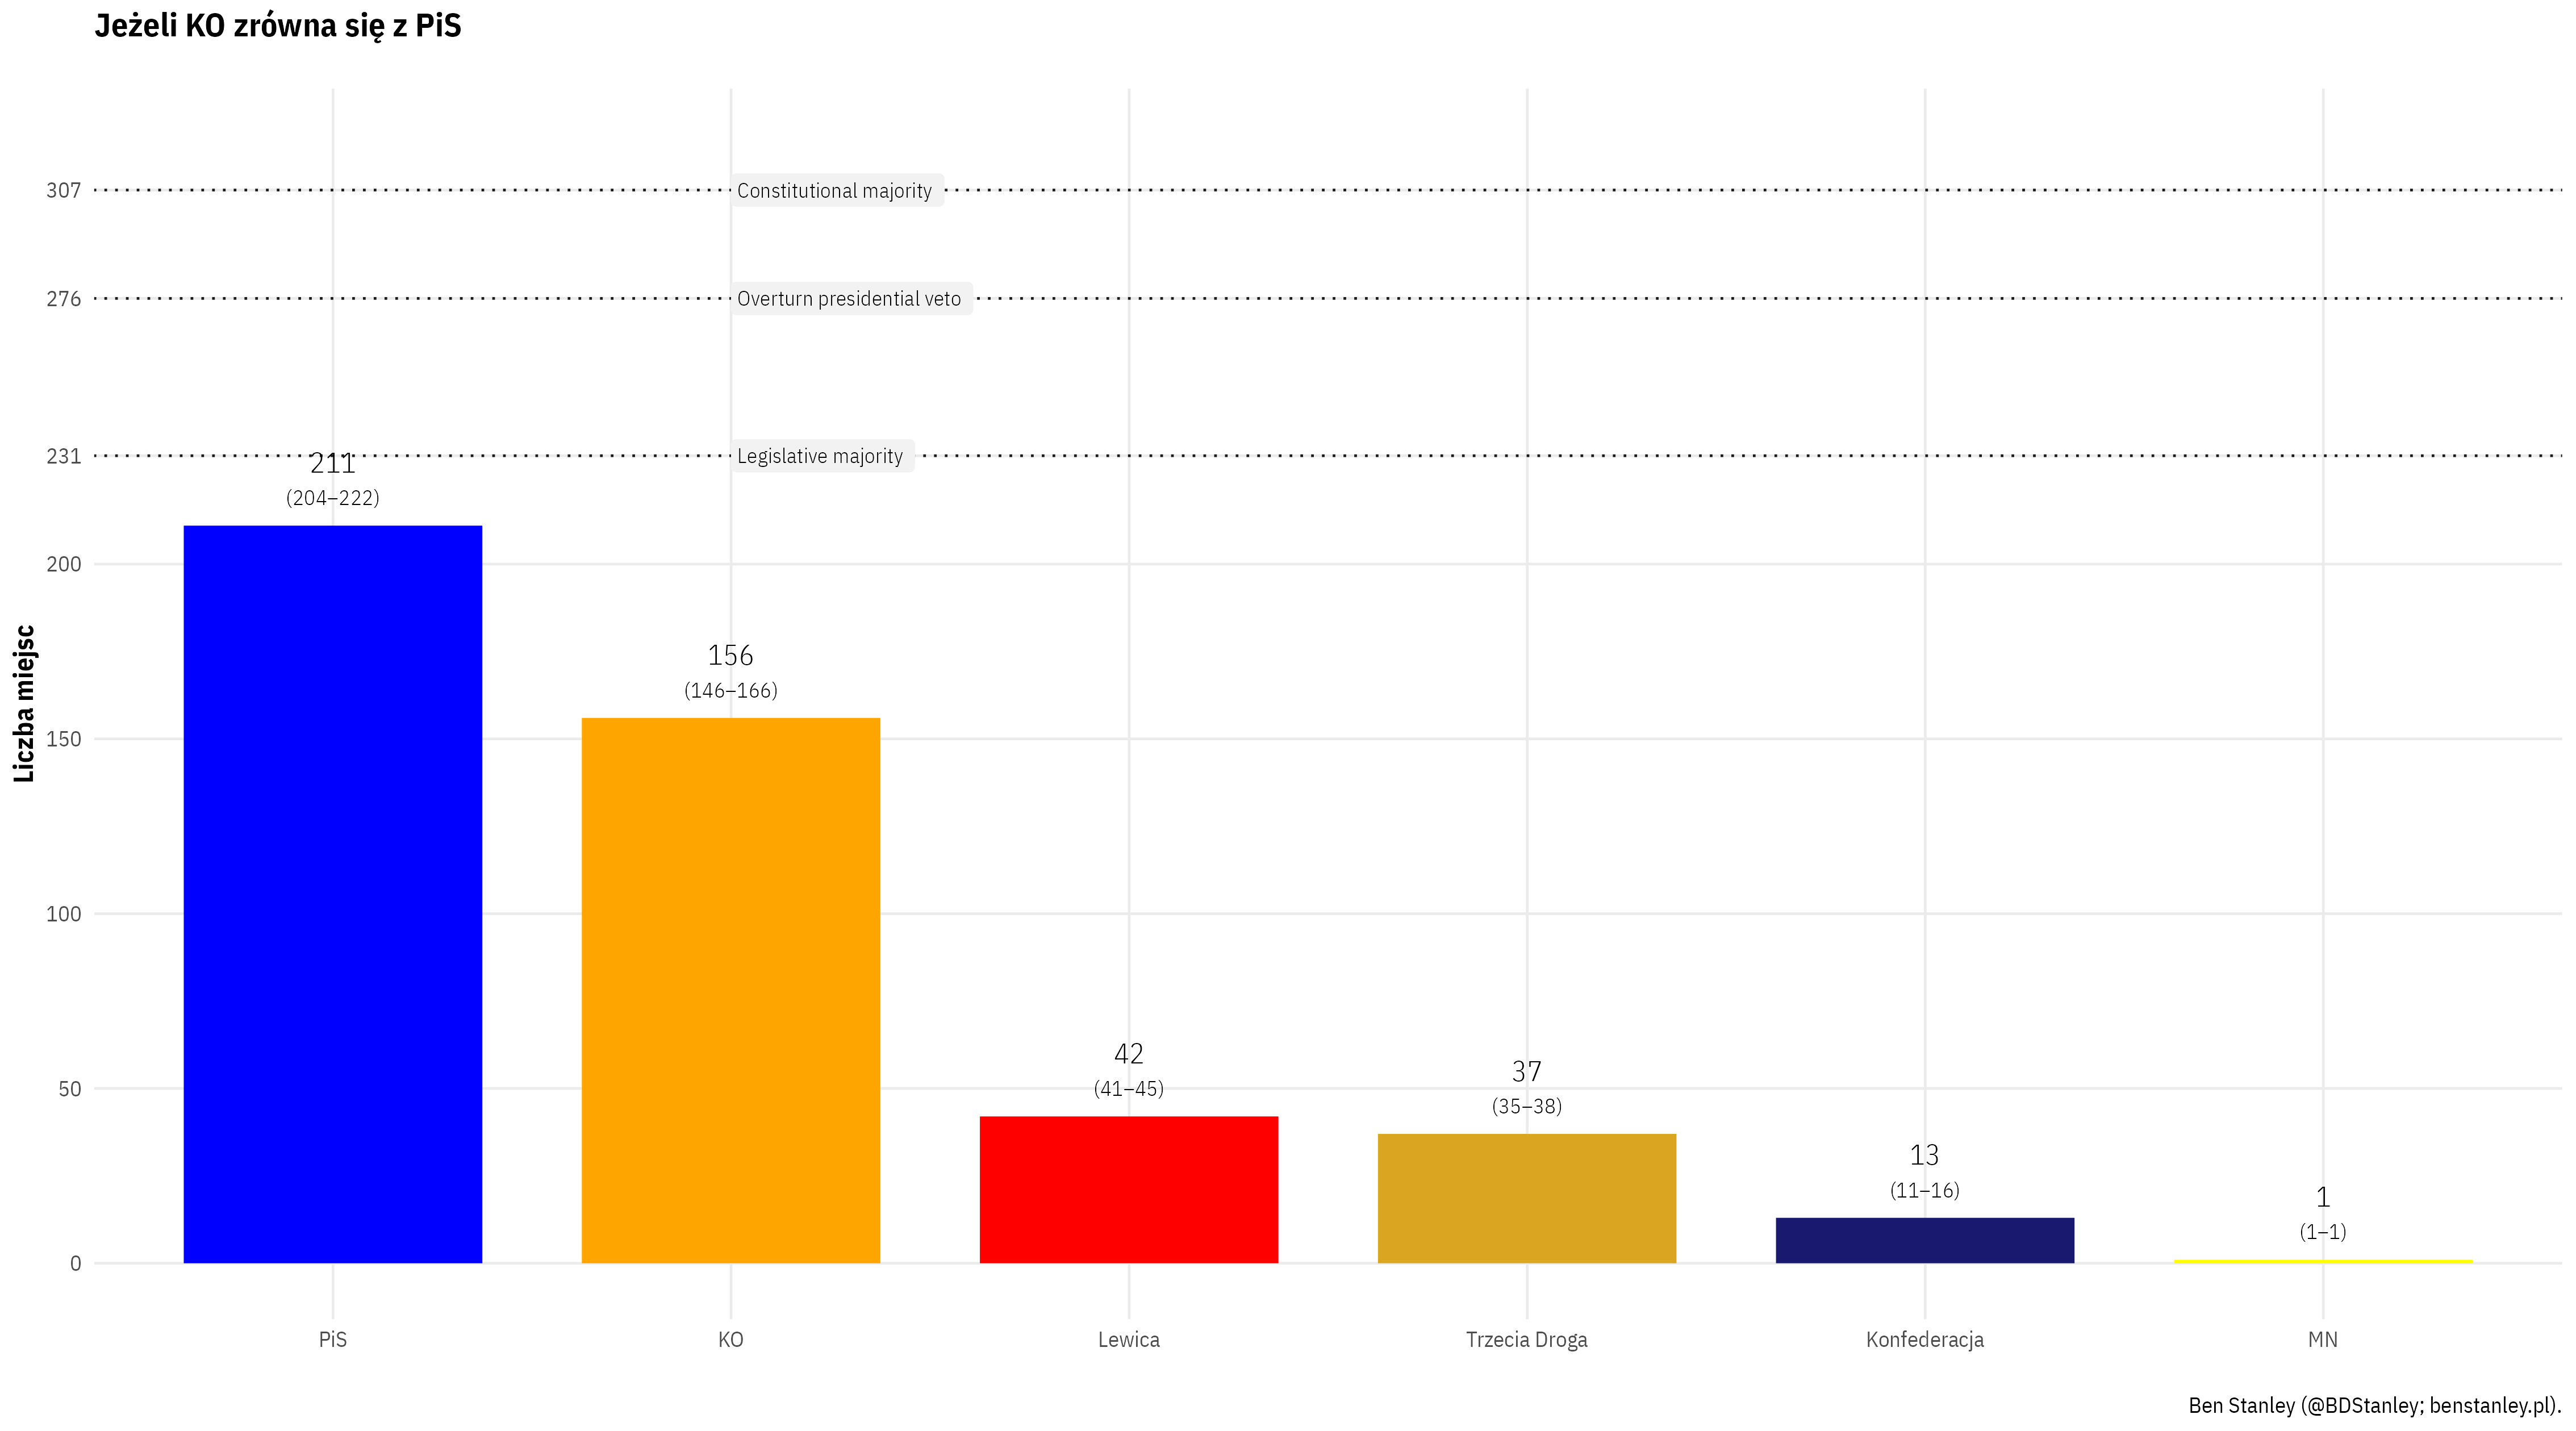 Jeżeli KO zrówna się z PiS
Liczba miejsc
307
Constitutional majority
276
Overturn presidential veto
231
Legislative majority
211
(204–222)
200
156
(146–166)
150
100
42
(41–45)
37
(35–38)
50
13
(11–16)
1
(1–1)
0
PiS
KO
Lewica
Trzecia Droga
Konfederacja
MN
Ben Stanley (@BDStanley; benstanley.pl).